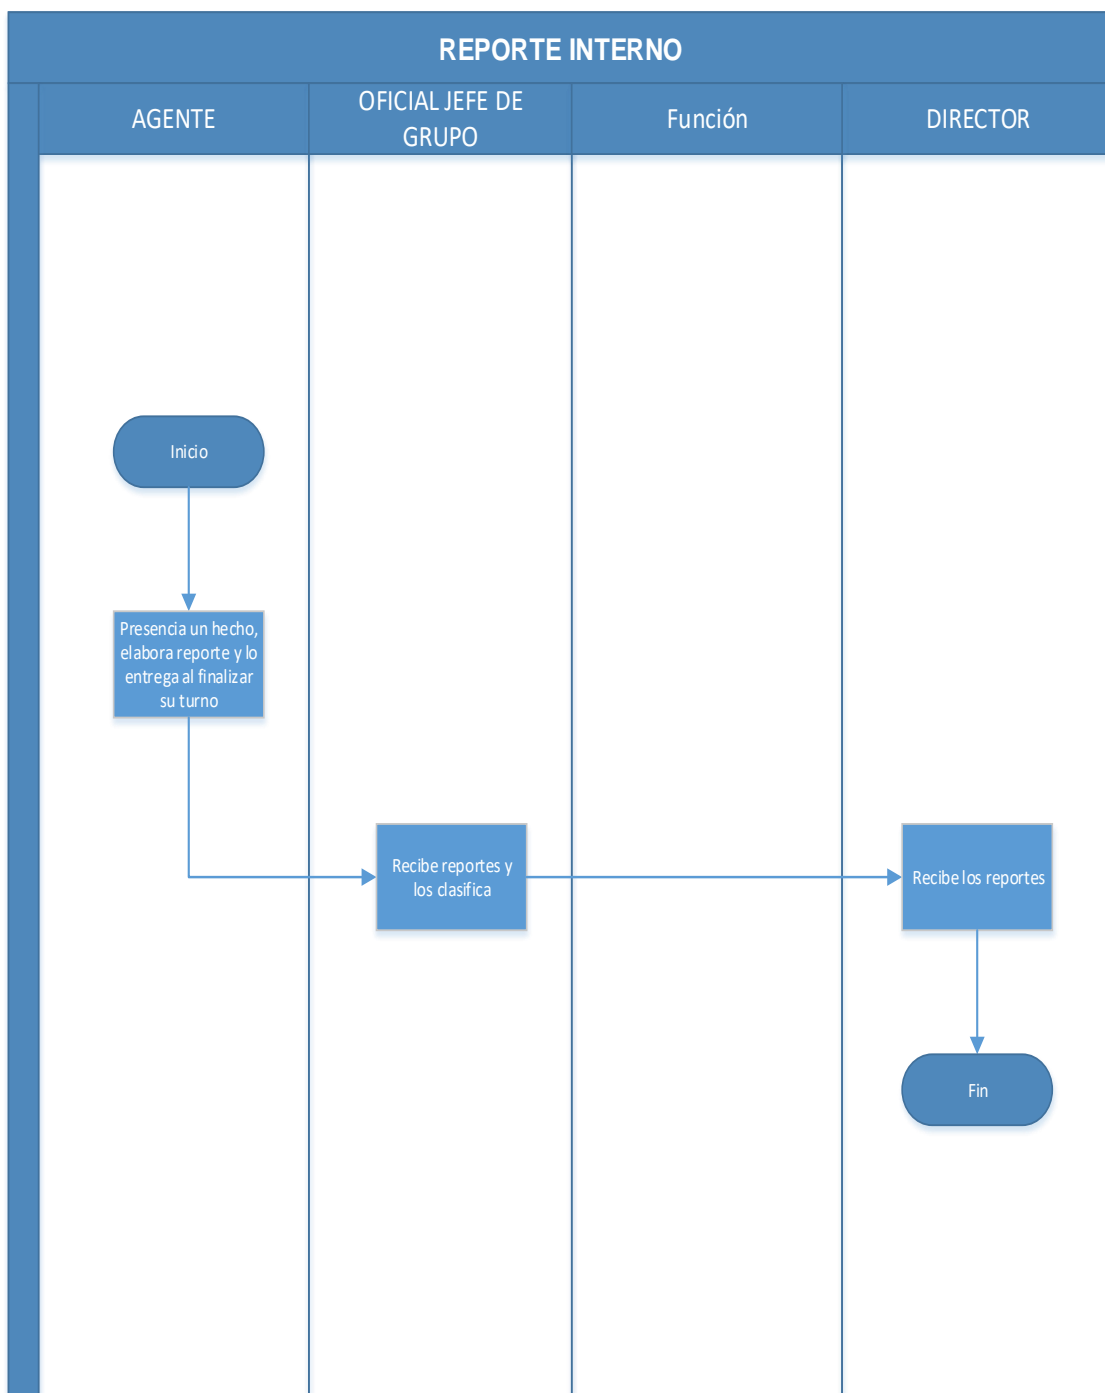 REPORTE INTERNO
AGENTE
OFICIAL JEFE DE
GRUPO
Función
DIRECTOR
Inicio
Presencia un hecho,
elabora reporte y lo
entrega al finalizar
su turno
Recibe reportes y
los clasifica
Recibe los reportes
Fin